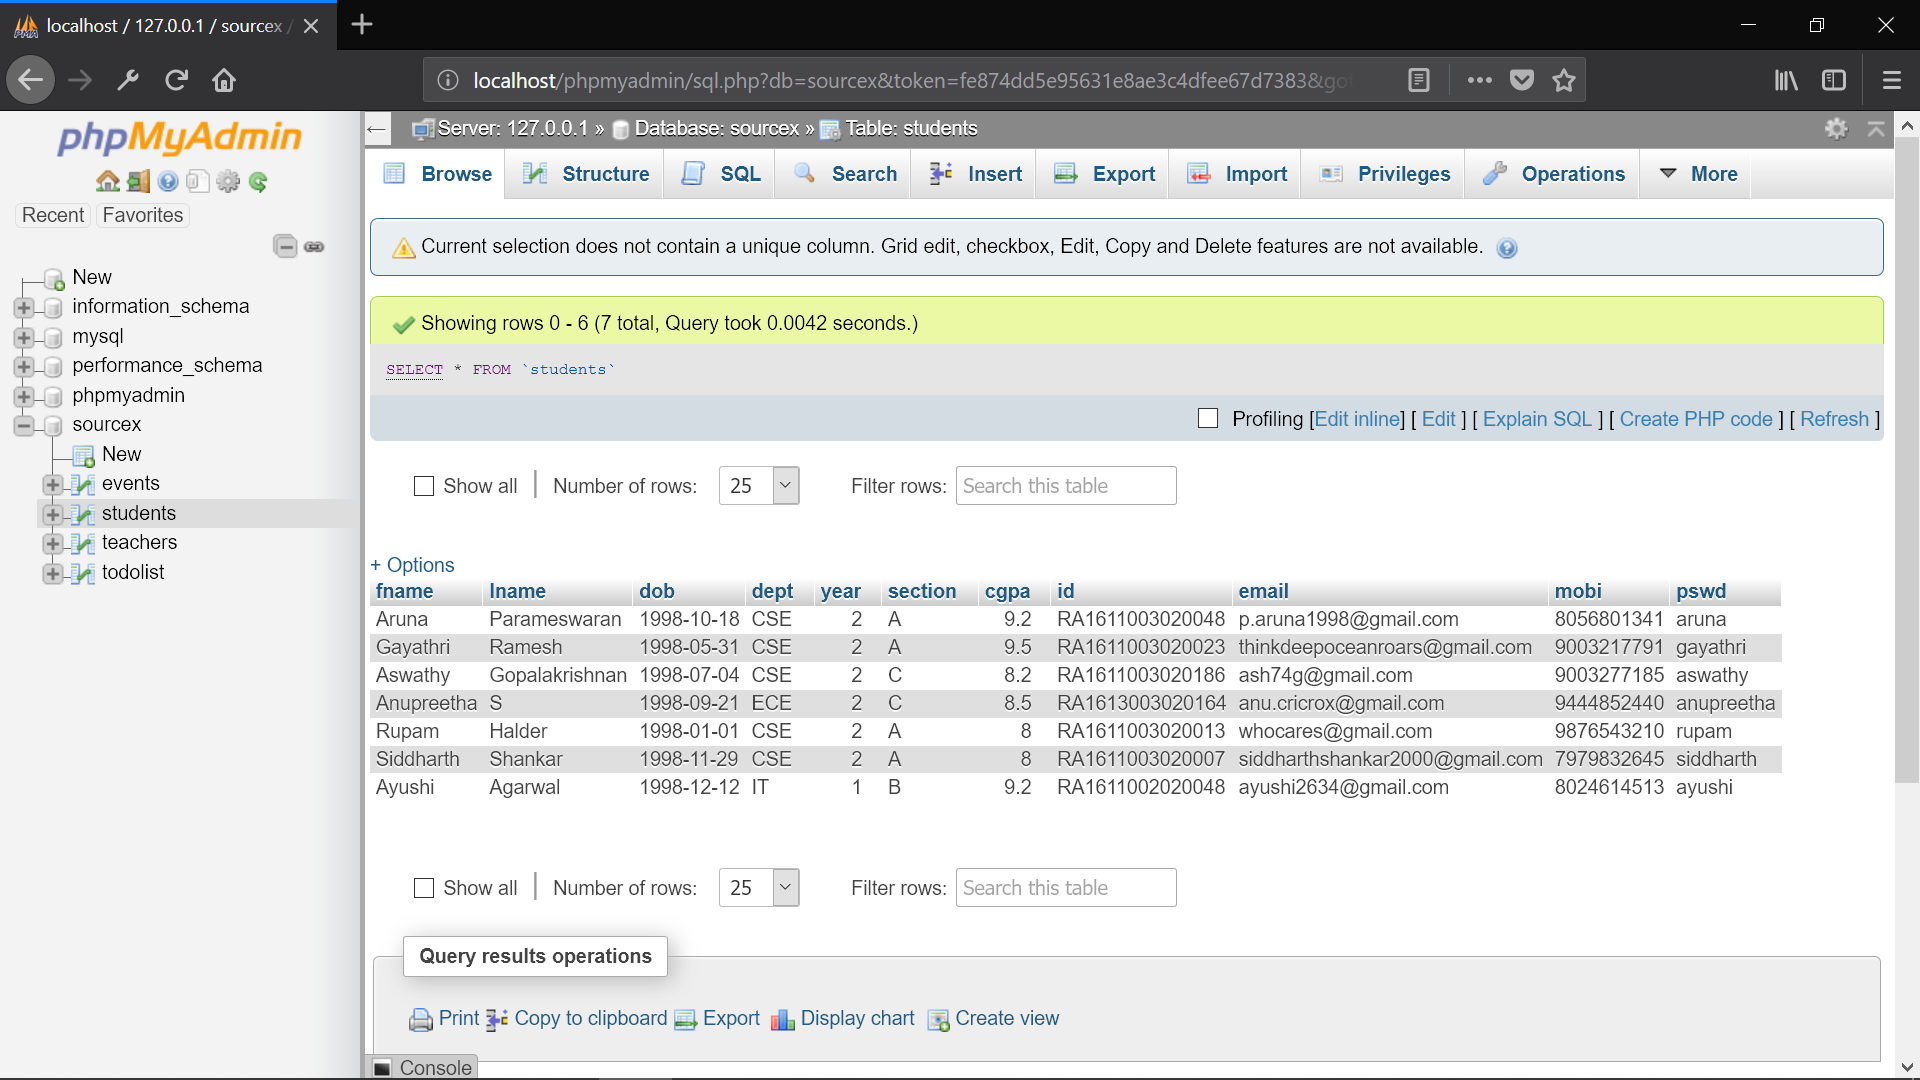 localhost / 127.0.0.1 / sourcex /
localhost/phpmyadmin/sql.php?db=sourcex&token=fe874dd5e95631e8ae3c4dfee67d7383&got
phpMyAdmin
Recent Favorites
New
information_schema
mysql
performance_schema
phpmyadmin
sourcex
New
events
students
teachers
todolist
Server: 127.0.0.1 » Database: sourcex » Table: students
Browse Structure SQL Search Insert Export Import Privileges Operations More
Current selection does not contain a unique column. Grid edit, checkbox, Edit, Copy and Delete features are not available.
Showing rows 0 - 6 (7 total, Query took 0.0042 seconds.)
SELECT * FROM `students`
Profiling [Edit inline] [ Edit ] [ Explain SQL ] [ Create PHP code ] [ Refresh ]
Show all | Number of rows: 25 Filter rows: Search this table
+ Options
fname lname dob dept year section cgpa id email mobi pswd
Aruna Parameswaran 1998-10-18 CSE 2 A 9.2 RA1611003020048 p.aruna1998@gmail.com 8056801341 aruna
Gayathri Ramesh 1998-05-31 CSE 2 A 9.5 RA1611003020023 thinkdeepoceanroars@gmail.com 9003217791 gayathri
Aswathy Gopalakrishnan 1998-07-04 CSE 2 C 8.2 RA1611003020186 ash74g@gmail.com 9003277185 aswathy
Anupreetha S 1998-09-21 ECE 2 C 8.5 RA1613003020164 anu.cricrox@gmail.com 9444852440 anupreetha
Rupam Halder 1998-01-01 CSE 2 A 8 RA1611003020013 whocares@gmail.com 9876543210 rupam
Siddharth Shankar 1998-11-29 CSE 2 A 8 RA1611003020007 siddharthshankar2000@gmail.com 7979832645 siddharth
Ayushi Agarwal 1998-12-12 IT 1 B 9.2 RA1611002020048 ayushi2634@gmail.com 8024614513 ayushi
Show all | Number of rows: 25 Filter rows: Search this table
Query results operations
Print Copy to clipboard Export Display chart Create view
Console